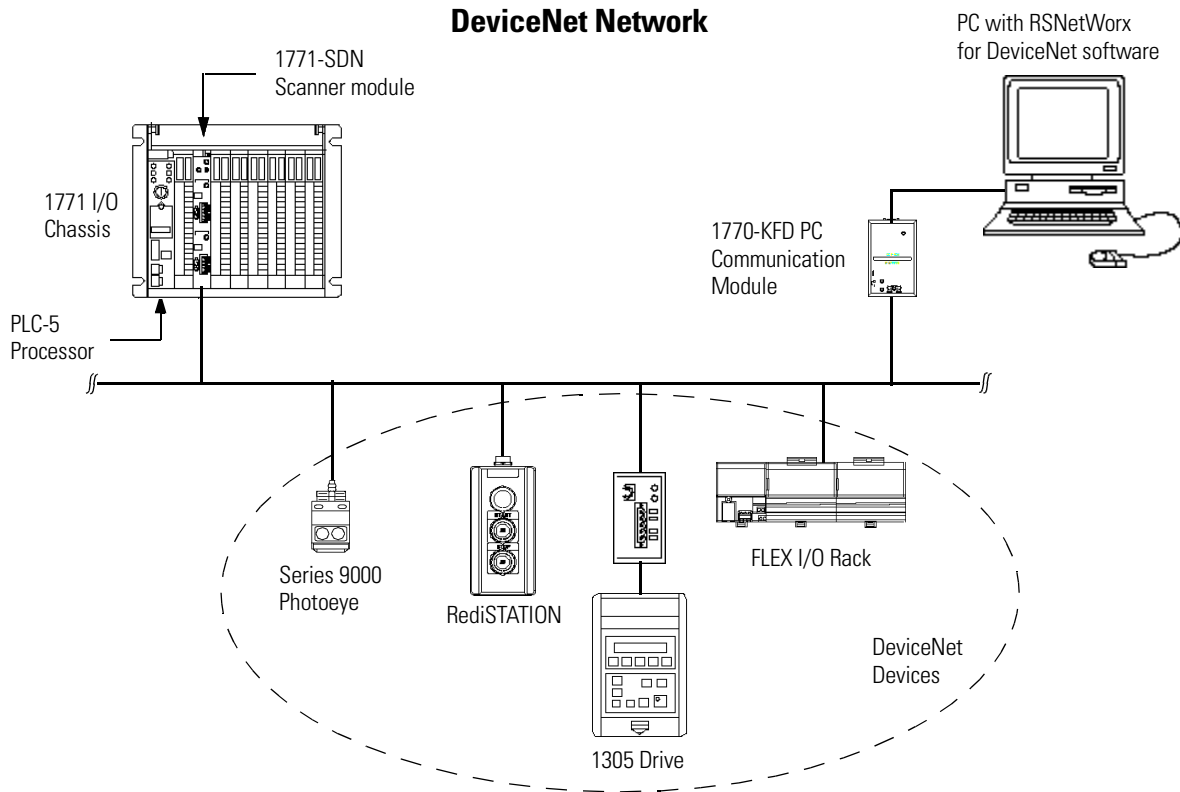 DeviceNet Network
1771-SDN
Scanner module
PC with RSNetWorx
for DeviceNet software
1771 I/O
Chassis
1770-KFD PC
Communication
Module
PLC-5
Processor
START
STOP
Series 9000
Photoeye
RediSTATION
FLEX I/O Rack
DeviceNet
Devices
1305 Drive